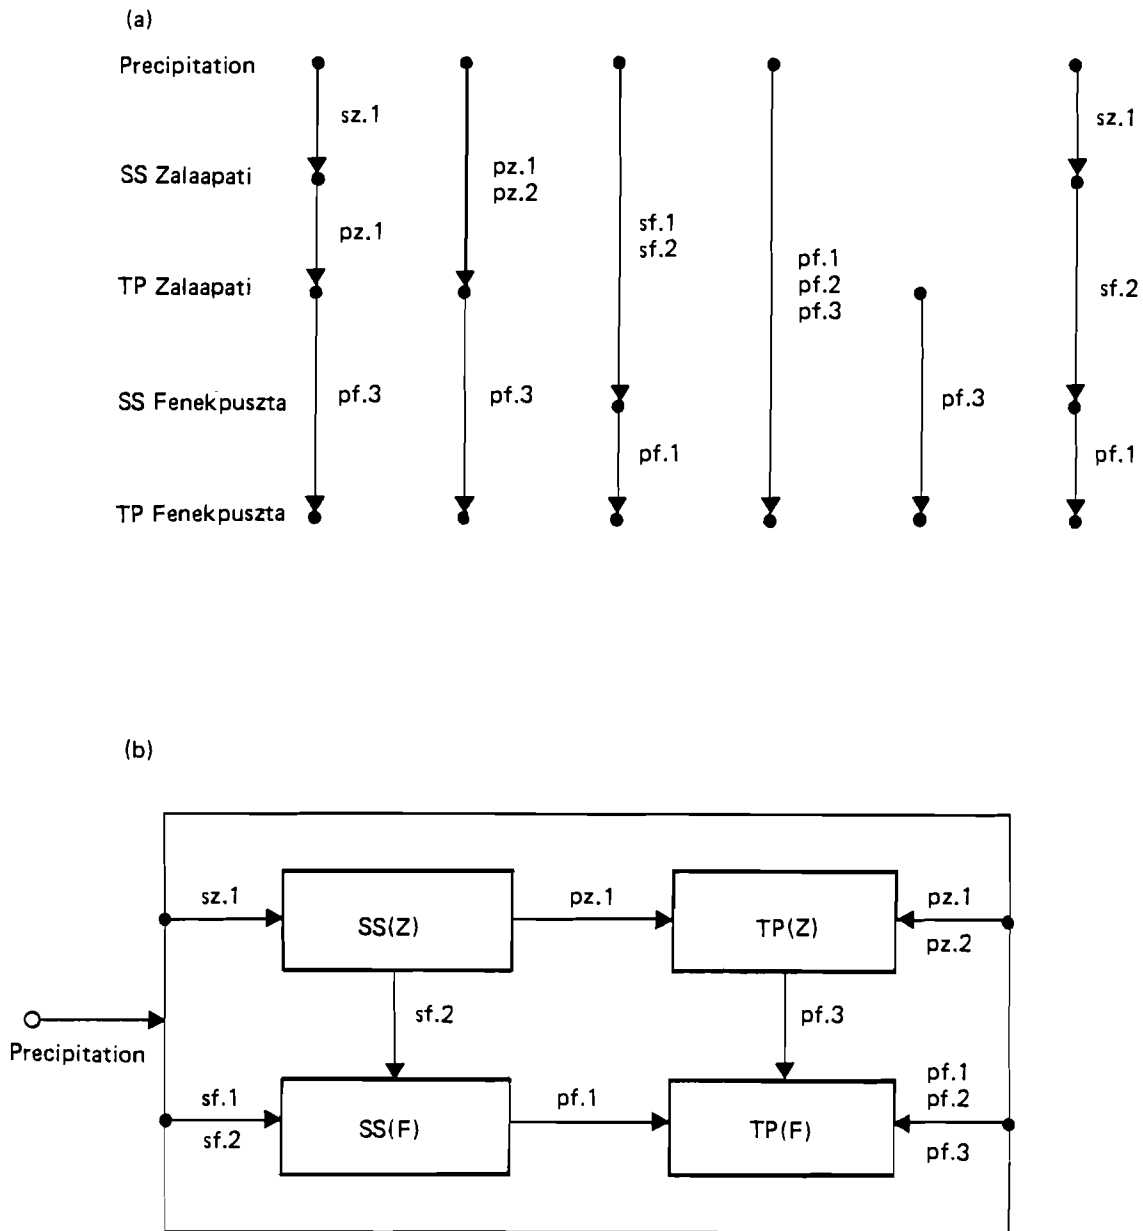 (a)
Precipitation
sz.1
sz.1
SS Zalaapati
pz.1
pz.2
sf.1
sf.2
pz.1
pf.1
pf.2
pf.3
TP Zalaapati
sf.2
pf.3
pf.3
pf.3
SS Fenekpuszta
pf.1
pf.1
TP Fenekpuszta
(b)
sz.1
SS(Z)
pz.1
TP(Z)
pz.1
pz.2
sf.2
pf.3
Precipitation
sf.1
sf.2
SS(F)
pf.1
TP(F)
pf.1
pf.2
pf.3